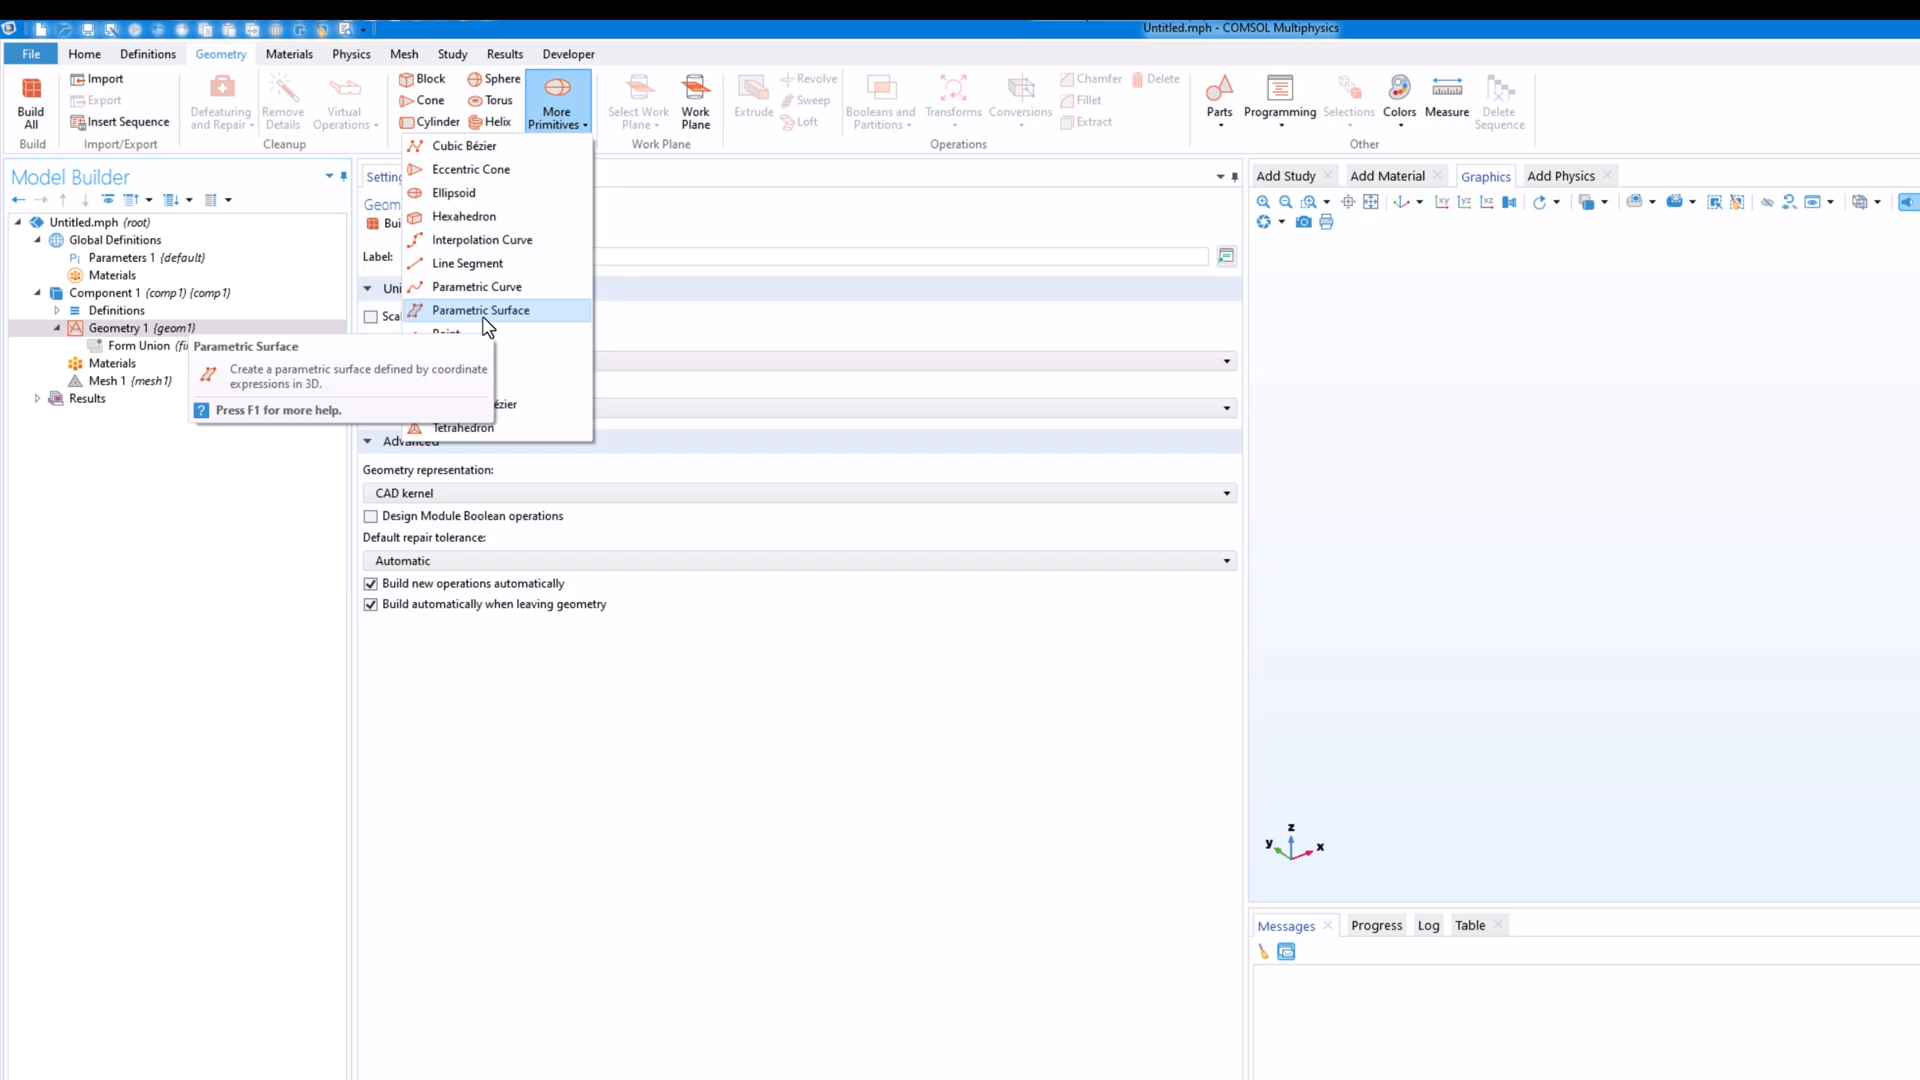 Untitled.mph - COMSOL Multiphysics
File Home Definitions Geometry Materials Physics Mesh Study Results Developer
Build All
Build
Import
Export
Insert Sequence
Import/Export
Defeaturing and Repair
Remove Details
Virtual Operations
Cleanup
Block
Cone
Cylinder
Sphere
Torus
Helix
More Primitives
Select Work Plane
Work Plane
Work Plane
Extrude
Revolve
Sweep
Loft
Booleans and Partitions
Transforms
Conversions
Chamfer
Fillet
Extract
Delete
Operations
Parts
Programming
Selections
Colors
Measure
Delete Sequence
Other
Model Builder
Untitled.mph (root)
Global Definitions
Pi Parameters 1 {default}
Materials
Component 1 (comp1) {comp1}
Definitions
Geometry 1 {geom1}
Form Union
Materials
Mesh 1 {mesh1}
Results
Cubic Bézier
Eccentric Cone
Ellipsoid
Hexahedron
Interpolation Curve
Line Segment
Parametric Curve
Parametric Surface
Tetrahedron
Parametric Surface
Create a parametric surface defined by coordinate
expressions in 3D.
? Press F1 for more help.
Label:
Advanced
Geometry representation:
CAD kernel
Design Module Boolean operations
Default repair tolerance:
Automatic
Build new operations automatically
Build automatically when leaving geometry
Add Study Add Material Graphics Add Physics
xy yz xz
z
y
x
Messages Progress Log Table